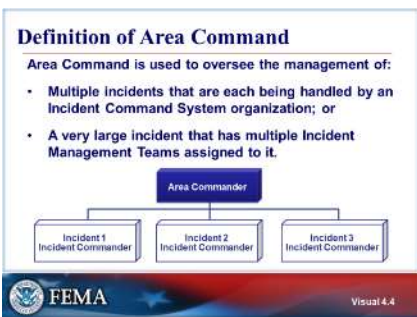 Definition of Area Command
Area Command is used to oversee the management of:
• Multiple incidents that are each being handled by an
Incident Command System organization; or
• A very large incident that has multiple Incident
Management Teams assigned to it.
Area Commander
Incident 1
Incident Commander
Incident 2
Incident Commander
Incident 3
Incident Commander
FEMA
Visual 4.4